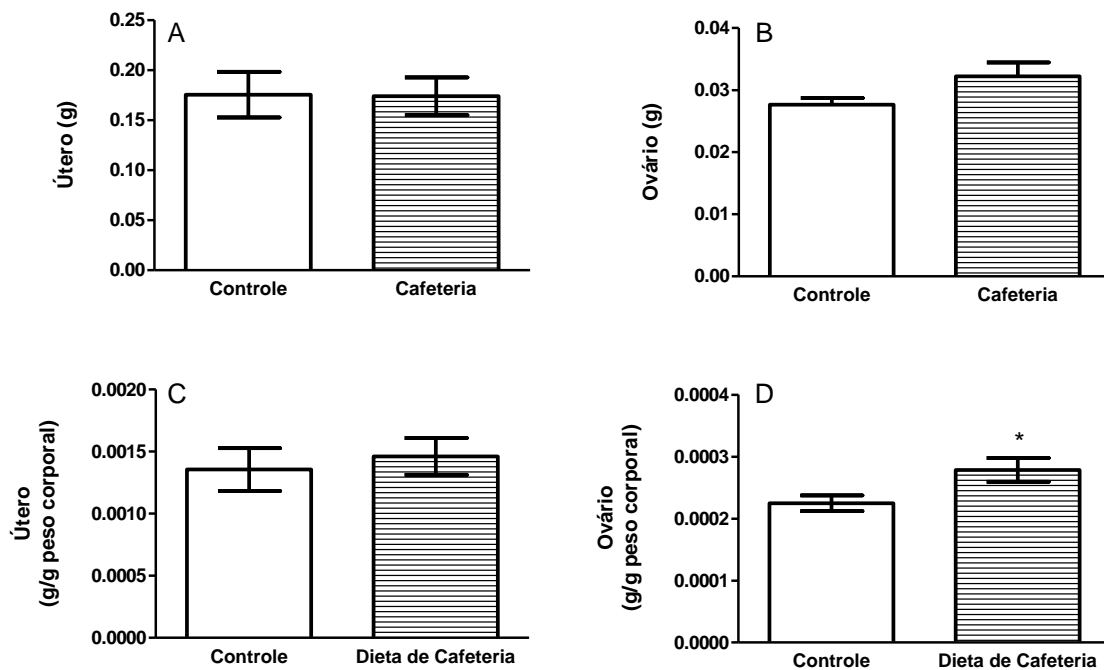 A
Útero (g)
0.25
0.20
0.15
0.10
0.05
0.00
Controle
Cafeteria
B
Ovário (g)
0.04
0.03
0.02
0.01
0.00
Controle
Cafeteria
C
Útero
(g/g peso corporal)
0.0020
0.0015
0.0010
0.0005
0.0000
Controle
Dieta de Cafeteria
D
Ovário
(g/g peso corporal)
0.0004
0.0003
0.0002
0.0001
0.0000
*
Controle
Dieta de Cafeteria